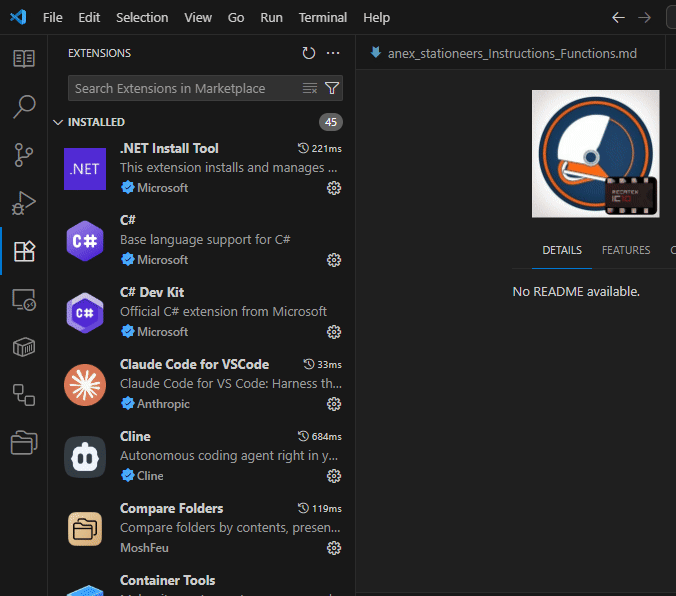 File Edit Selection View Go Run Terminal Help
EXTENSIONS
anex_stationeers_Instructions_Functions.md
Search Extensions in Marketplace
INSTALLED 45
.NET
.NET Install Tool 221ms
This extension installs and manages ...
Microsoft
C#
C#
Base language support for C#
Microsoft
C#
C# Dev Kit
Official C# extension from Microsoft
Microsoft
Claude Code for VSCode 33ms
Claude Code for VS Code: Harness th...
Anthropic
Cline 684ms
Autonomous coding agent right in y...
Cline
Compare Folders 119ms
Compare folders by contents, presen...
MoshFeu
Container Tools
IC10
DETAILS FEATURES
No README available.